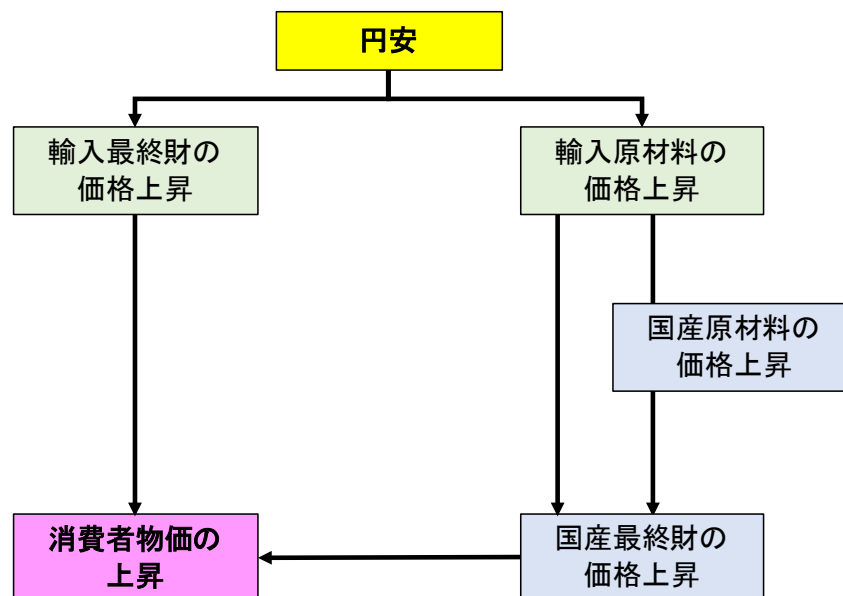 円安
輸入最終財の
価格上昇
輸入原材料の
価格上昇
国産原材料の
価格上昇
消費者物価の
上昇
国産最終財の
価格上昇